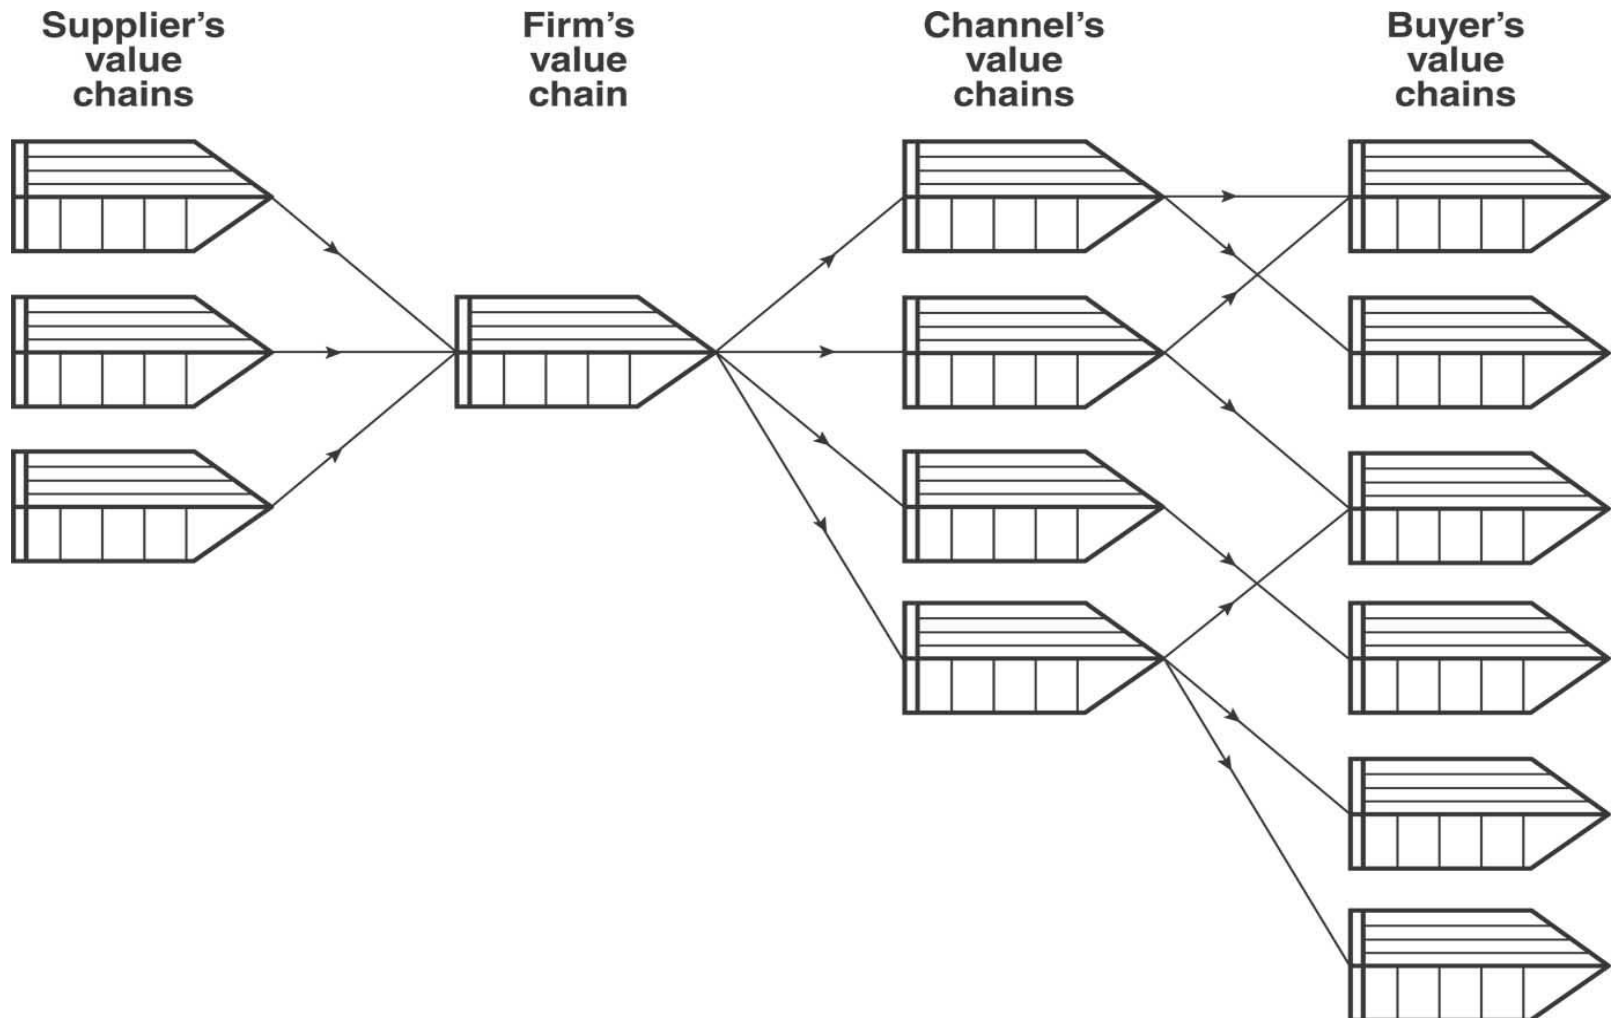 Supplier’s
value
chains
Firm’s
value
chain
Channel’s
value
chains
Buyer’s
value
chains